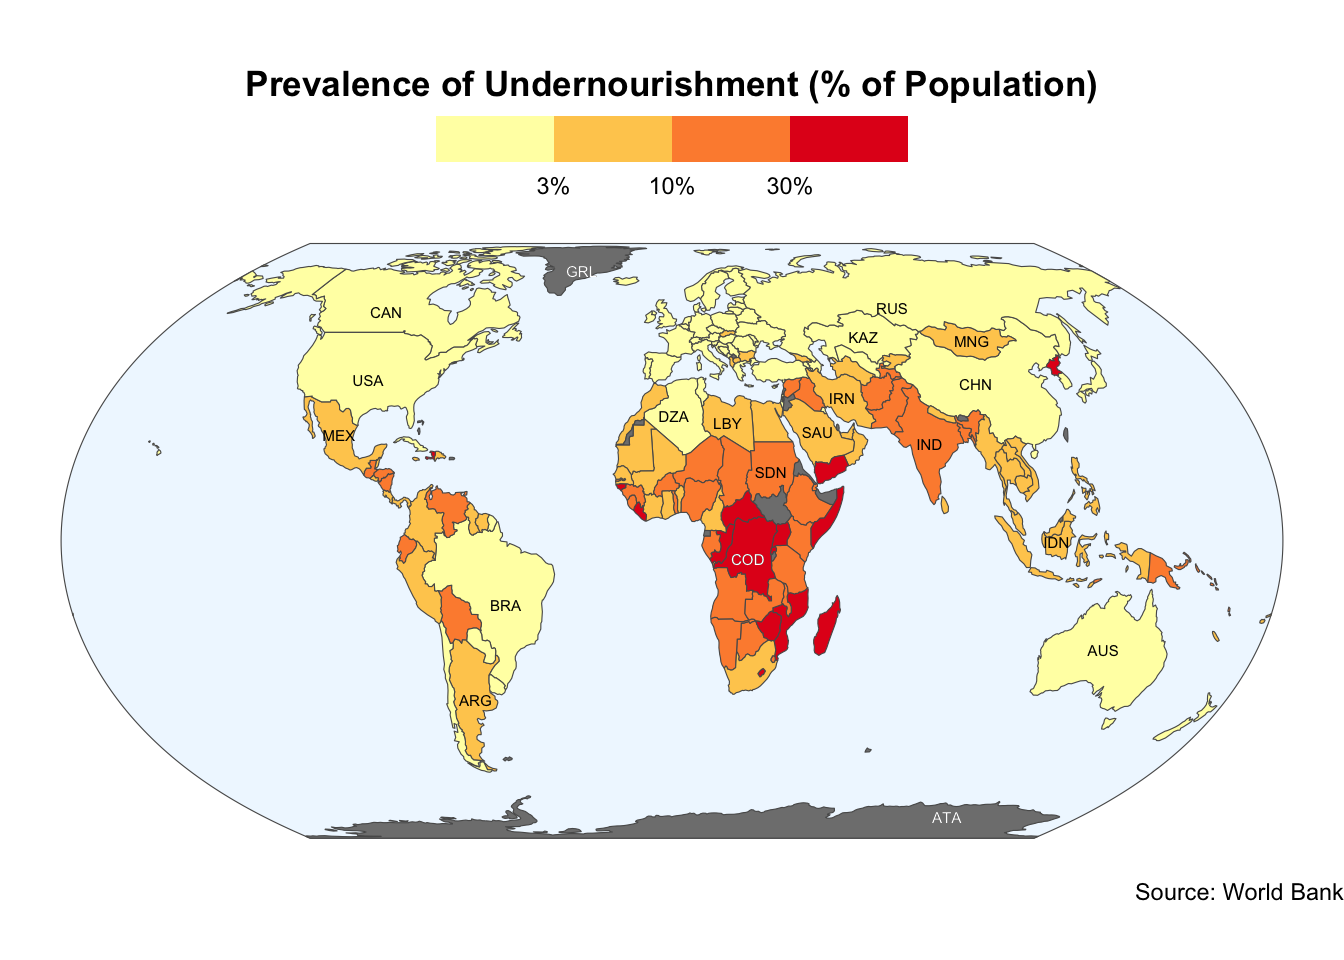 Prevalence of Undernourishment (% of Population)
3% 10% 30%
GRL
CAN
RUS
KAZ
MNG
USA
CHN
IRN
DZA
LBY
SAU
MEX
IND
SDN
IDN
COD
BRA
AUS
ARG
ATA
Source: World Bank